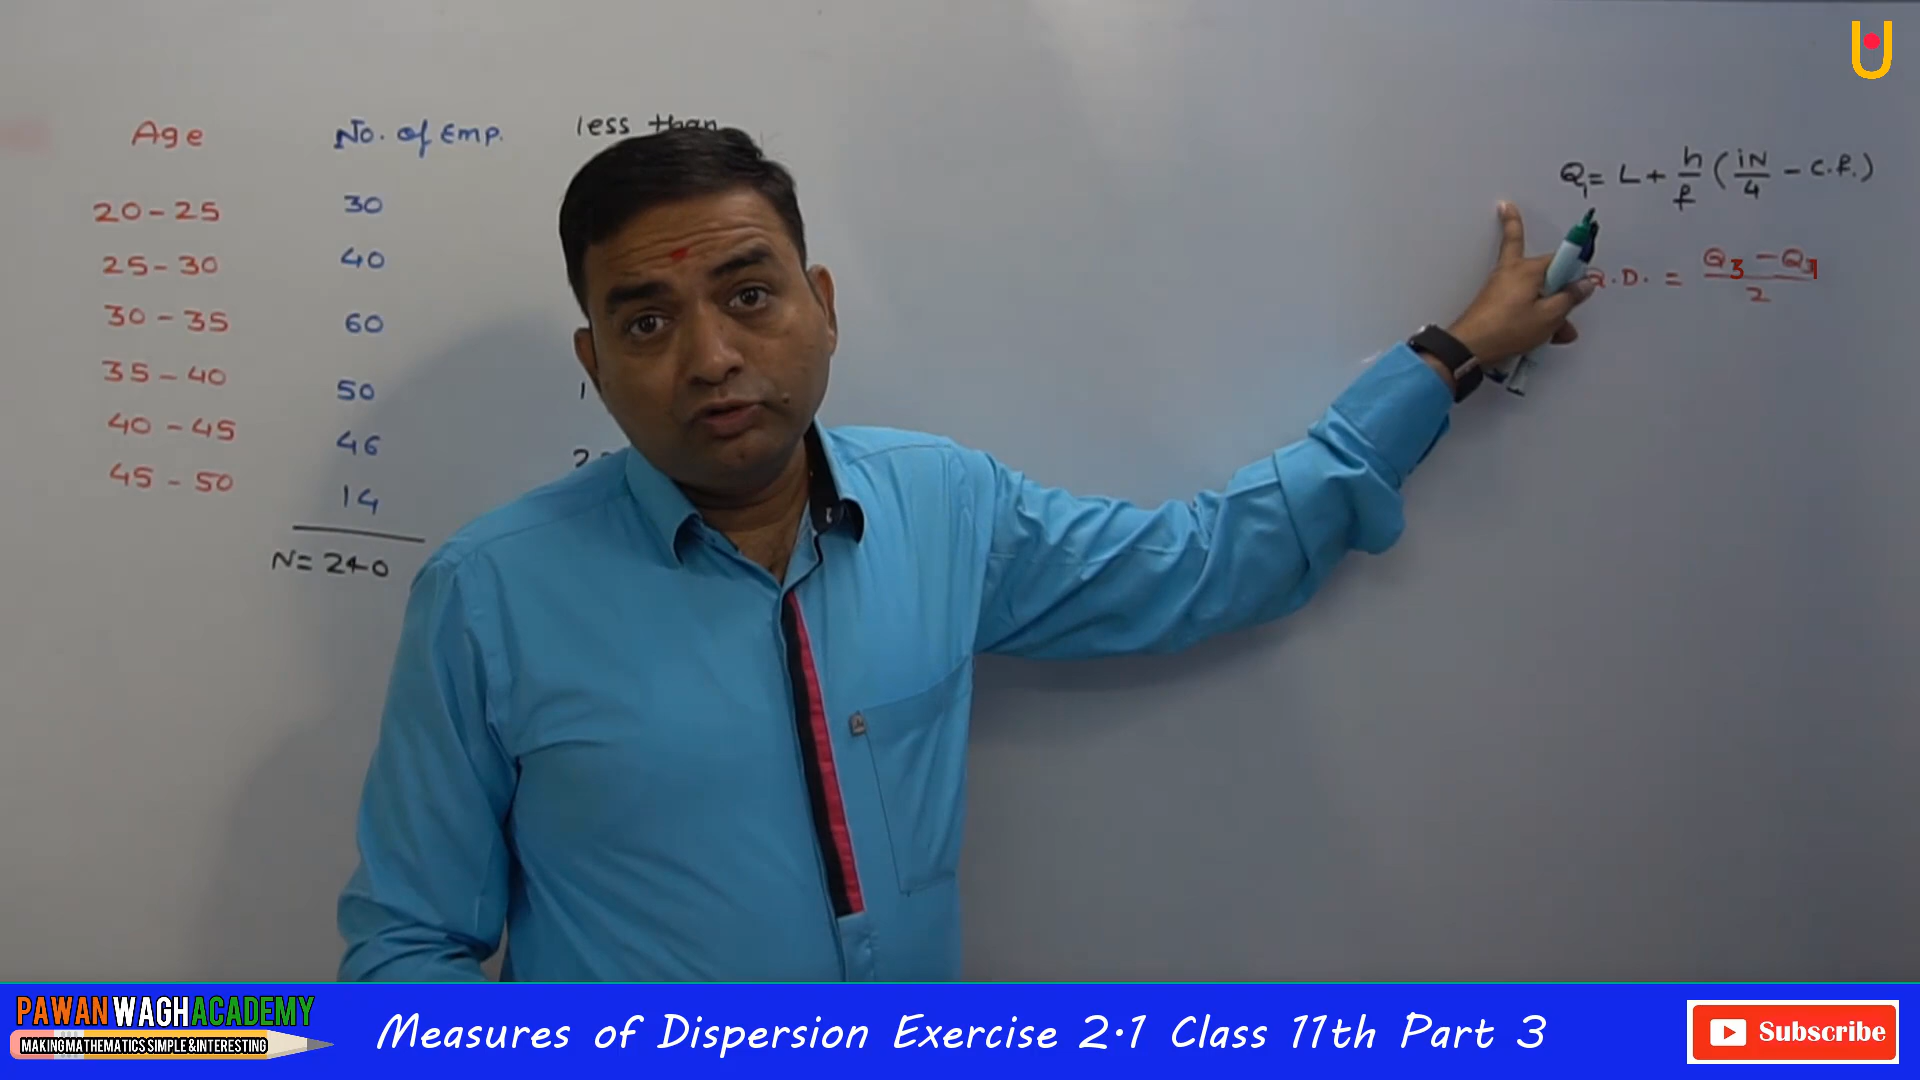 Age No. of Emp. less than
20-25 30
25-30 40
30-35 60
35-40 50 1
40-45 46 2
45-50 14
N= 240
Q₁= L + h/f (iN/4 - c.f.)
Q.D. = Q₃ - Q₁ / 2
PAWAN WAGH ACADEMY
MAKING MATHEMATICS SIMPLE & INTERESTING
Measures of Dispersion Exercise 2.1 Class 11th Part 3
Subscribe